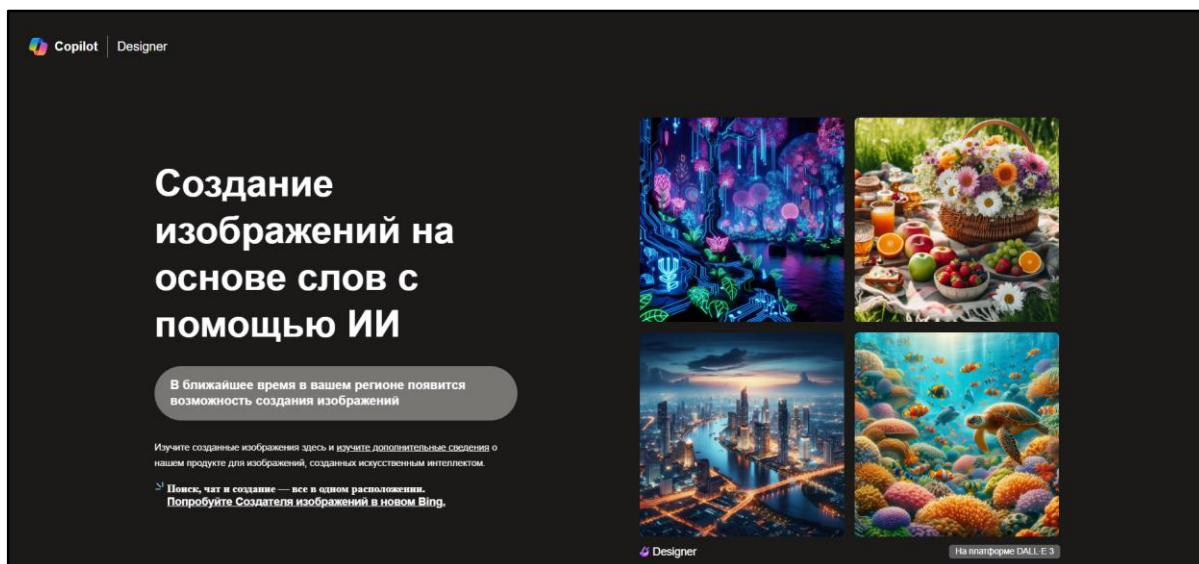 Copilot | Designer
Создание
изображений на
основе слов с
помощью ИИ
В ближайшее время в вашем регионе появится
возможность создания изображений
Изучите созданные изображения здесь и изучите дополнительные сведения о
нашем продукте для изображений, созданных искусственным интеллектом.
Поиск, чат и создание — все в одном расположении.
Попробуйте Создателя изображений в новом Bing.
Designer
На платформе DALL·E 3